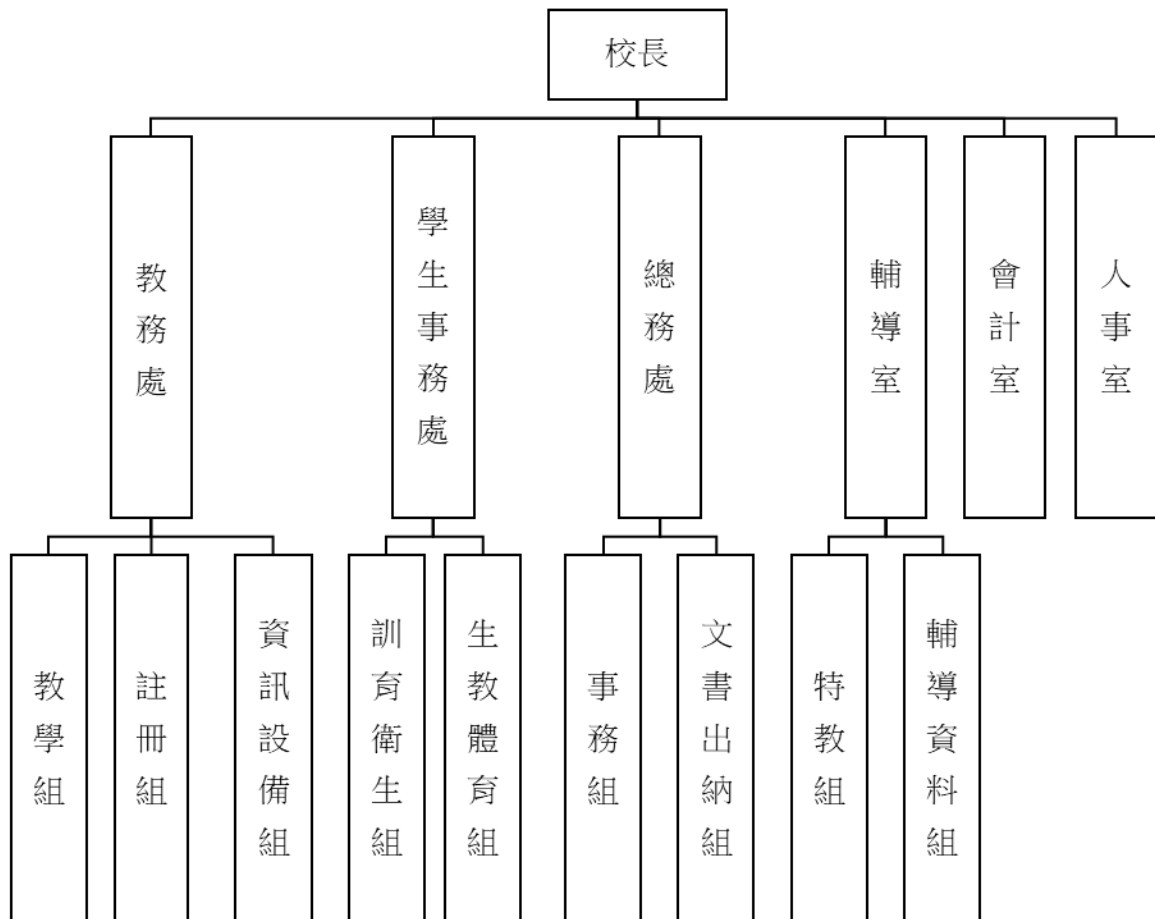 校長
教務處
學生事務處
總務處
輔導室
會計室
人事室
教學組
註冊組
資訊設備組
訓育衛生組
生教體育組
事務組
文書出納組
特教組
輔導資料組